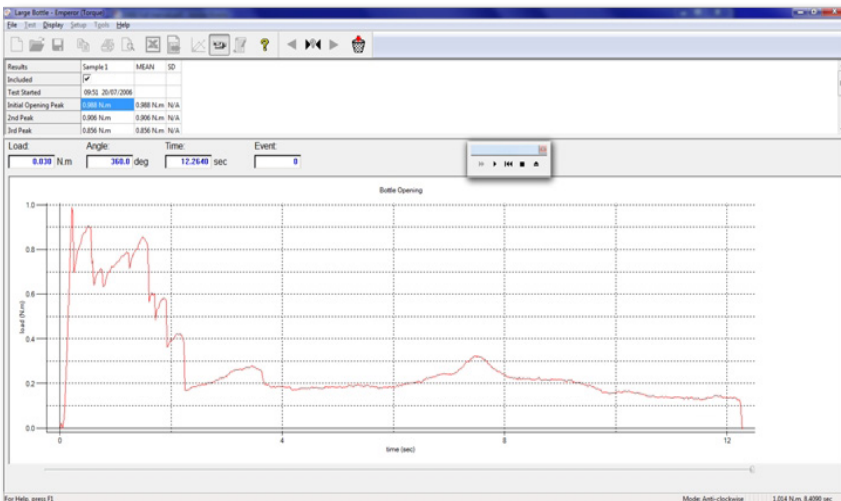 Large Bottle - Emperor (Torque)
File Test Display Setup Tools Help
Results Sample 1 MEAN SD
Included
Test Started 09:51 20/07/2006
Initial Opening Peak 0.988 N.m 0.988 N.m N/A
2nd Peak 0.906 N.m 0.906 N.m N/A
3rd Peak 0.856 N.m 0.856 N.m N/A
Load: Angle: Time: Event:
0.030 N.m 360.0 deg 12.2640 sec 0
Bottle Opening
1.0
0.8
0.6
0.4
0.2
0.0
load (N.m)
0 4 8 12
time (sec)
For Help, press F1 Mode: Anti-clockwise 1.014 N.m, 8.4090 sec